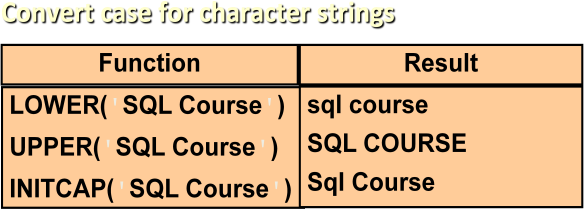 Convert case for character strings
Function Result
LOWER('SQL Course') sql course
UPPER('SQL Course') SQL COURSE
INITCAP('SQL Course') Sql Course